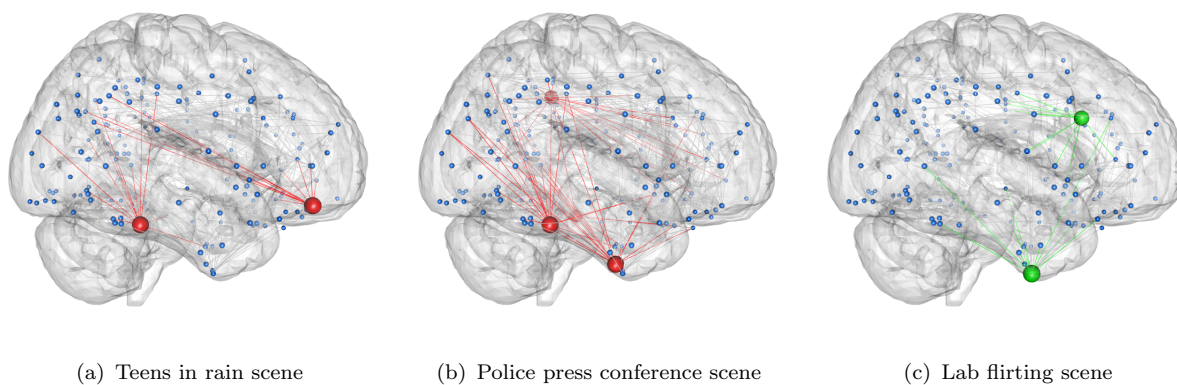 (a) Teens in rain scene
(b) Police press conference scene
(c) Lab flirting scene